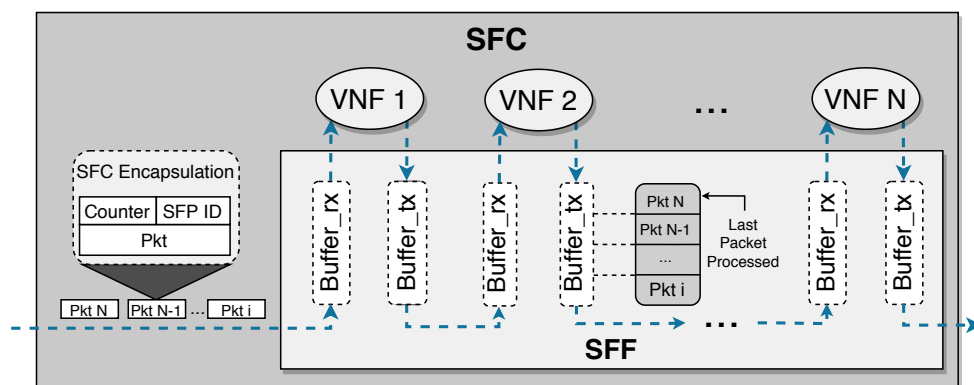 SFC
VNF 1
VNF 2
...
VNF N
SFC Encapsulation
Counter
SFP ID
Pkt
Pkt N
Pkt N-1
...
Pkt i
Buffer_rx
Buffer_tx
Buffer_rx
Buffer_tx
Pkt N
Pkt N-1
...
Pkt i
Last
Packet
Processed
Buffer_rx
Buffer_tx
...
SFF